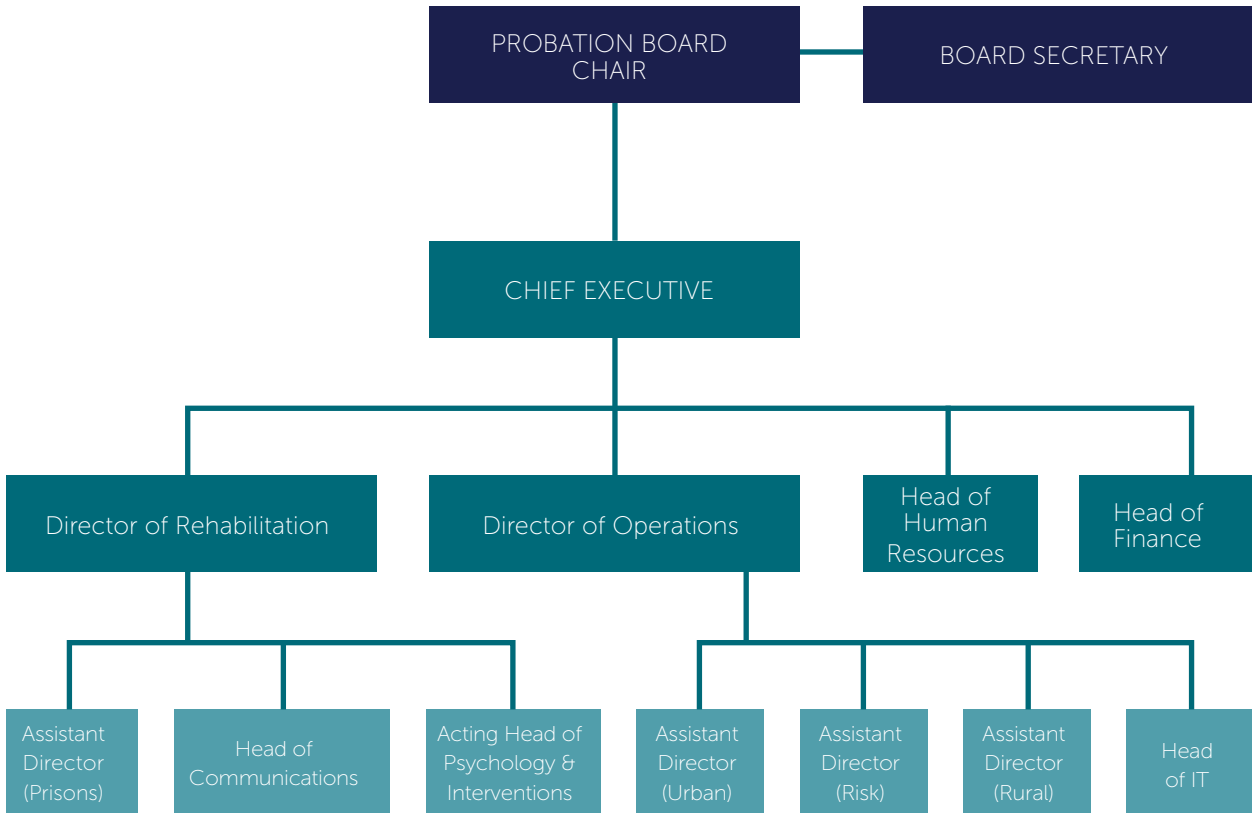 PROBATION BOARD
CHAIR
BOARD SECRETARY
CHIEF EXECUTIVE
Director of Rehabilitation
Director of Operations
Head of
Human
Resources
Head of
Finance
Assistant
Director
(Prisons)
Head of
Communications
Acting Head of
Psychology &
Interventions
Assistant
Director
(Urban)
Assistant
Director
(Risk)
Assistant
Director
(Rural)
Head
of IT